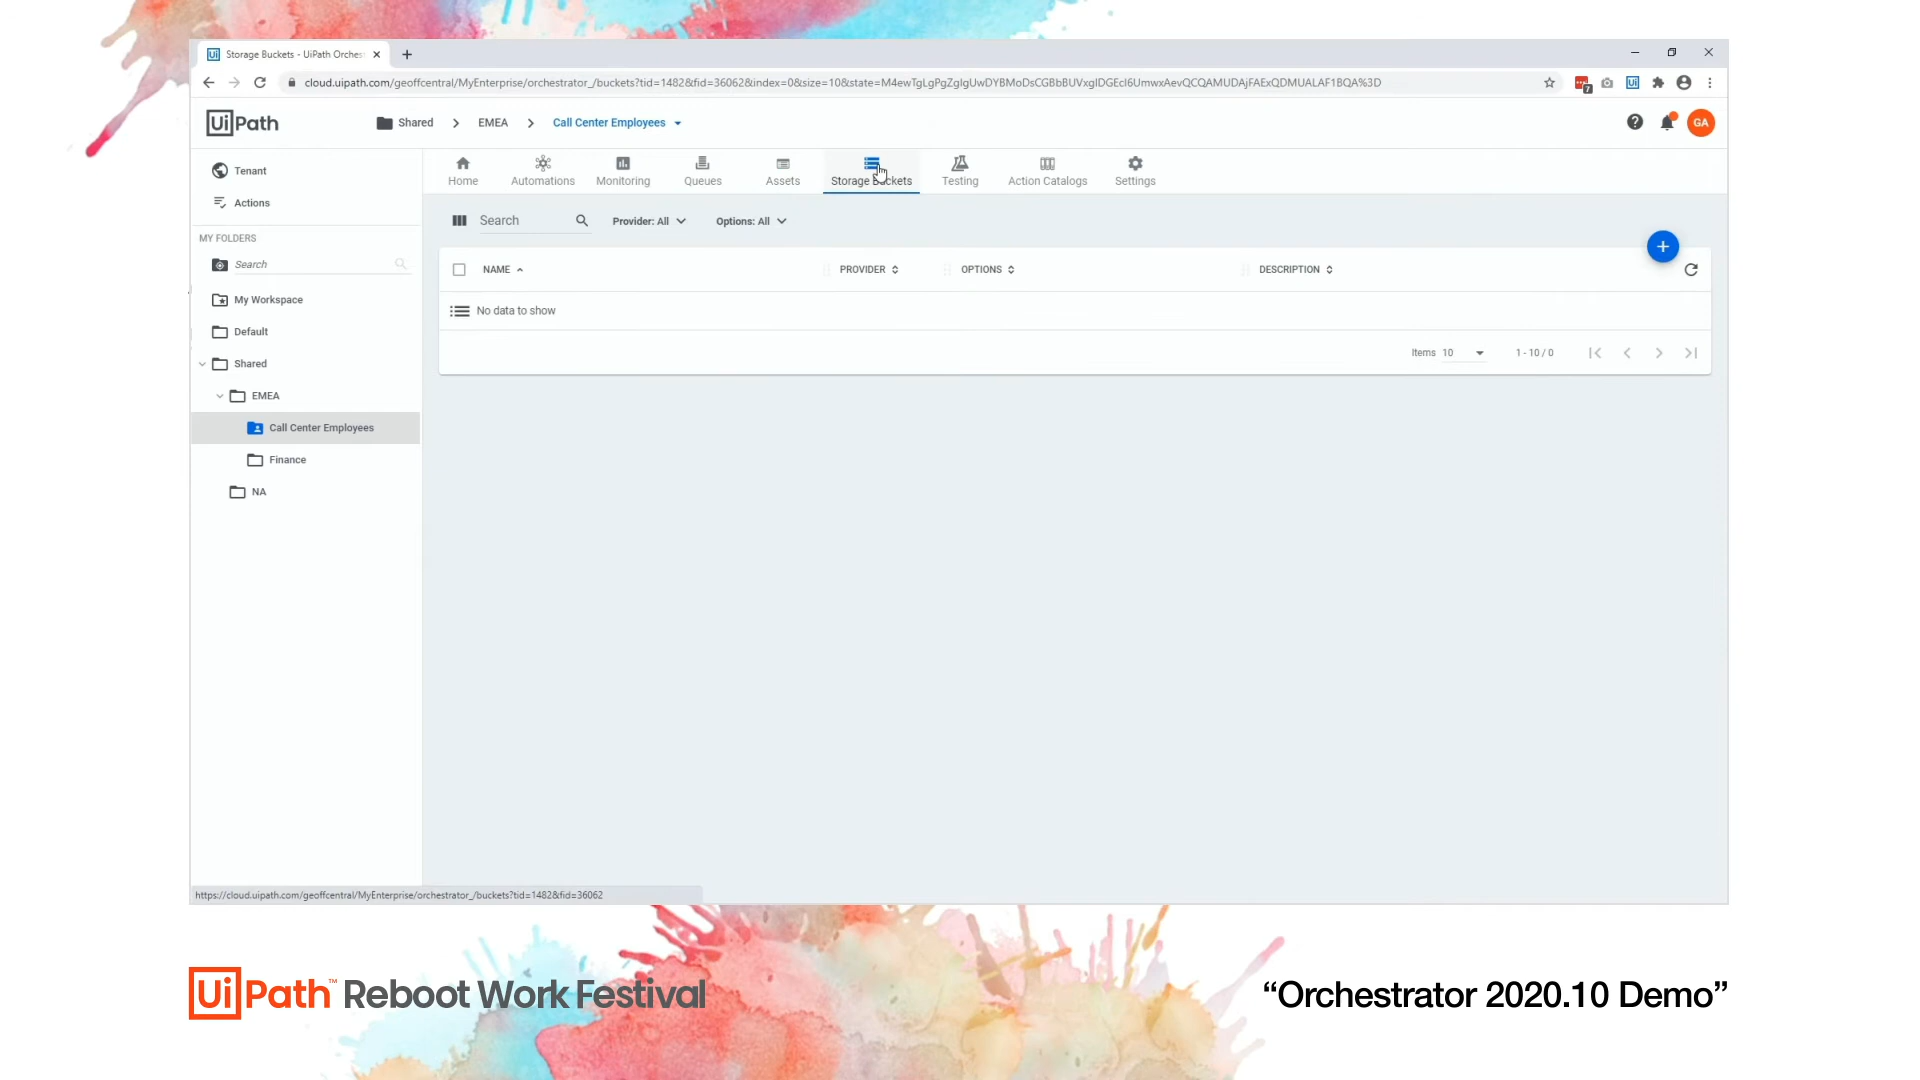 Storage Buckets - UiPath Orches
cloud.uipath.com/geoffcentral/MyEnterprise/orchestrator_/buckets?tid=1482&fid=36062&index=0&size=10&state=
7
Ui Path
Shared > EMEA > Call Center Employees
GA
Tenant
Actions
MY FOLDERS
Search
My Workspace
Default
Shared
EMEA
Call Center Employees
Finance
NA
Home
Automations
Monitoring
Queues
Assets
Storage Buckets
Testing
Action Catalogs
Settings
Search
Provider: All
Options: All
NAME
PROVIDER
OPTIONS
DESCRIPTION
No data to show
Items 10
1 - 10 / 0
https://cloud.uipath.com/geoffcentral/MyEnterprise/orchestrator_/buckets?tid=1482&fid=36062
UiPath™ Reboot Work Festival
“Orchestrator 2020.10 Demo”